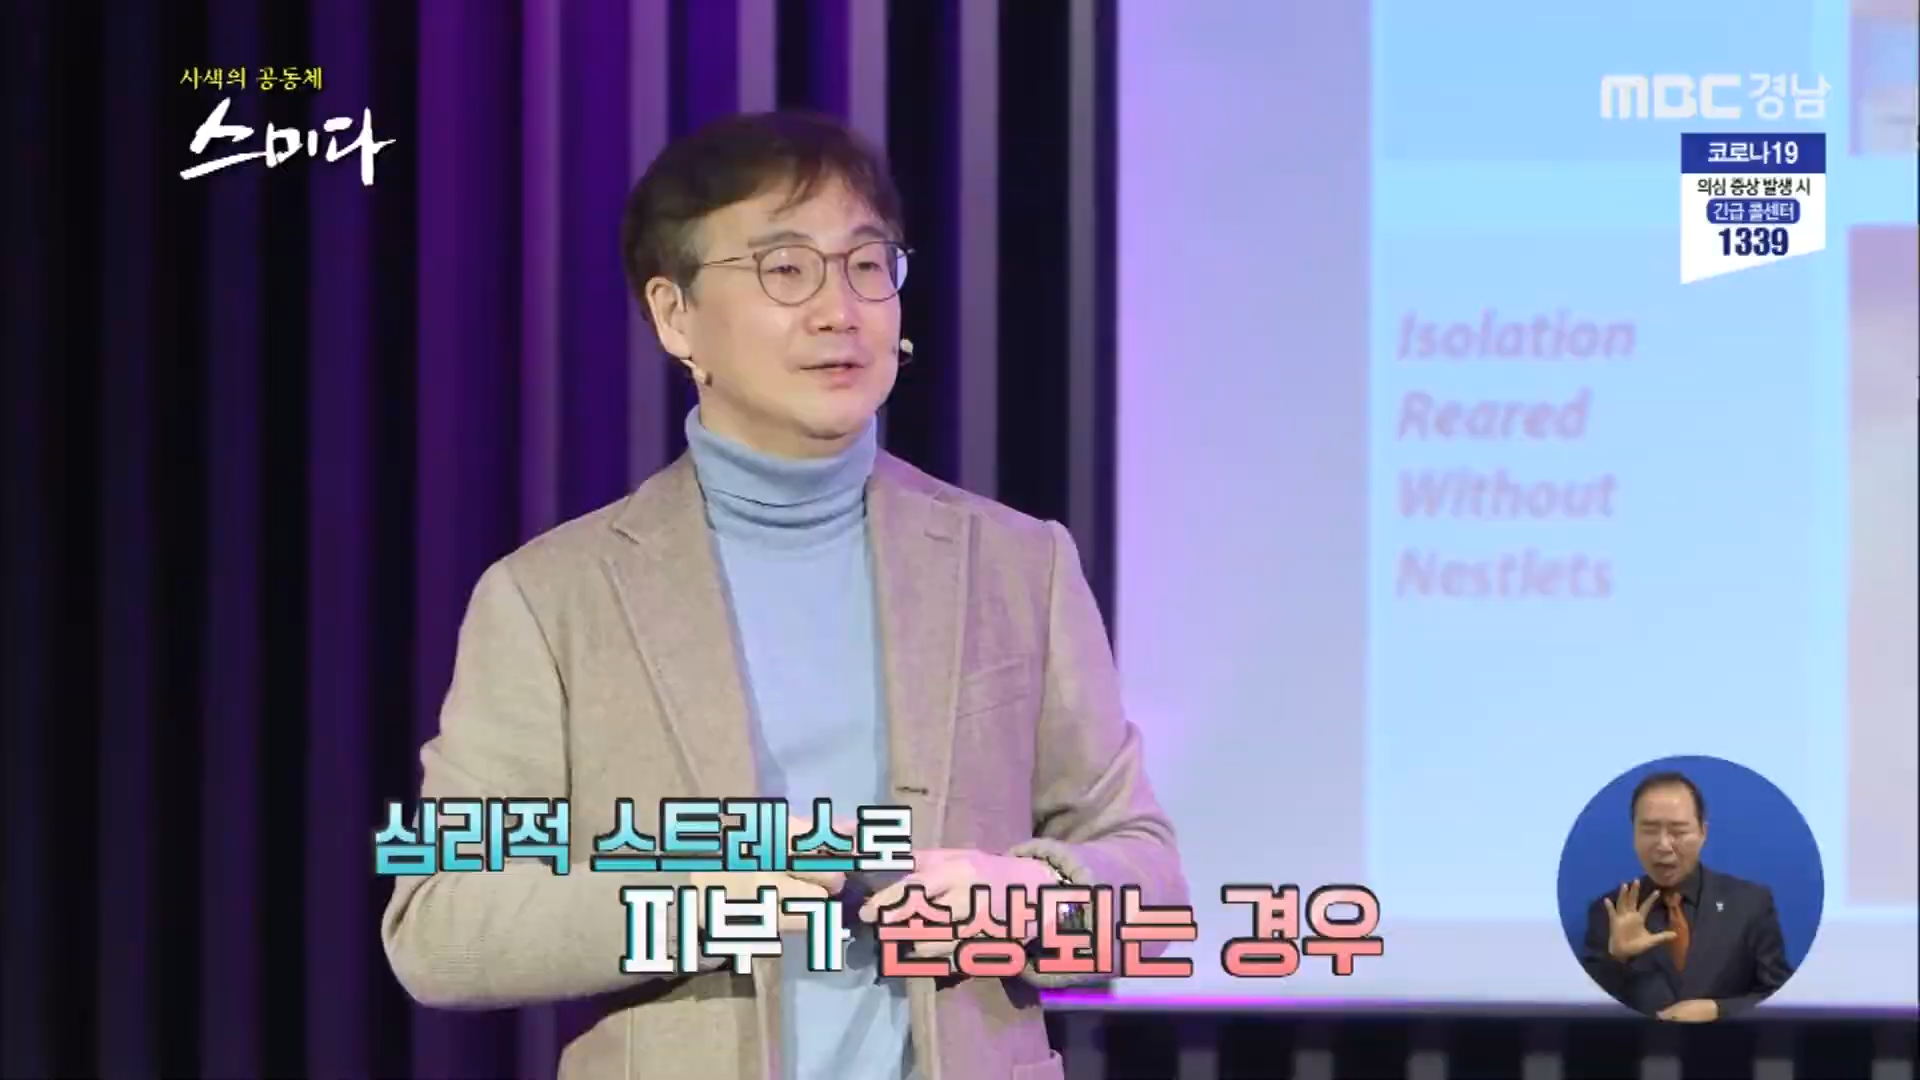 사색의 공동체
스미다
MBC경남
코로나19
의심 증상 발생 시
긴급 콜센터
1339
Isolation
Reared
Without
Nestlets
심리적 스트레스로
피부가 손상되는 경우